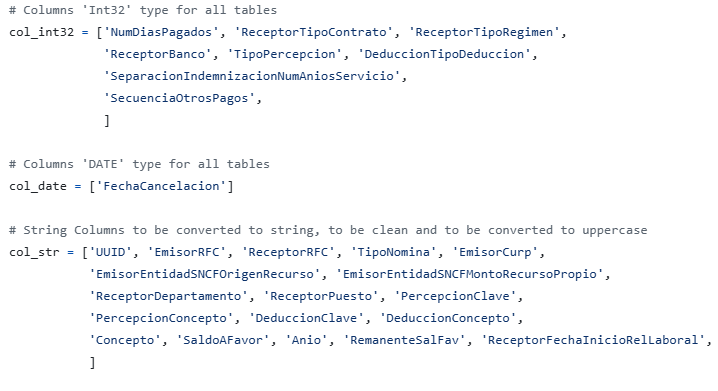 # Columns 'Int32' type for all tables
col_int32 = ['NumDiasPagados', 'ReceptorTipoContrato', 'ReceptorTipoRegimen',
'ReceptorBanco', 'TipoPercepcion', 'DeduccionTipoDeduccion',
'SeparacionIndemnizacionNumAniosServicio',
'SecuenciaOtrosPagos',
]
# Columns 'DATE' type for all tables
col_date = ['FechaCancelacion']
# String Columns to be converted to string, to be clean and to be converted to uppercase
col_str = ['UUID', 'EmisorRFC', 'ReceptorRFC', 'TipoNomina', 'EmisorCurp',
'EmisorEntidadSNCFOrigenRecurso', 'EmisorEntidadSNCFMontoRecursoPropio',
'ReceptorDepartamento', 'ReceptorPuesto', 'PercepcionClave',
'PercepcionConcepto', 'DeduccionClave', 'DeduccionConcepto',
'Concepto', 'SaldoAFavor', 'Anio', 'RemanenteSalFav', 'ReceptorFechaInicioRelLaboral',
]